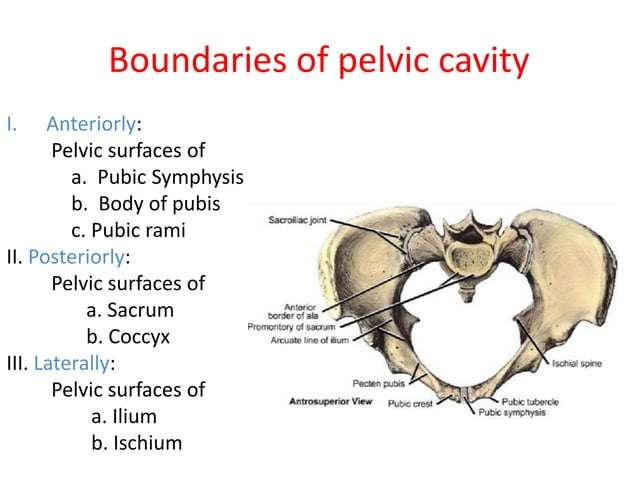 Boundaries of pelvic cavity
I. Anteriorly:
Pelvic surfaces of
a. Pubic Symphysis
b. Body of pubis
c. Pubic rami
II. Posteriorly:
Pelvic surfaces of
a. Sacrum
b. Coccyx
III. Laterally:
Pelvic surfaces of
a. Ilium
b. Ischium
Sacroiliac joint
Anterior
border of ala
Promontory of sacrum
Arcuate line of ilium
Ischial spine
Pecten pubis
Antrosuperior View
Pubic crest
Pubic tubercle
Pubic symphysis